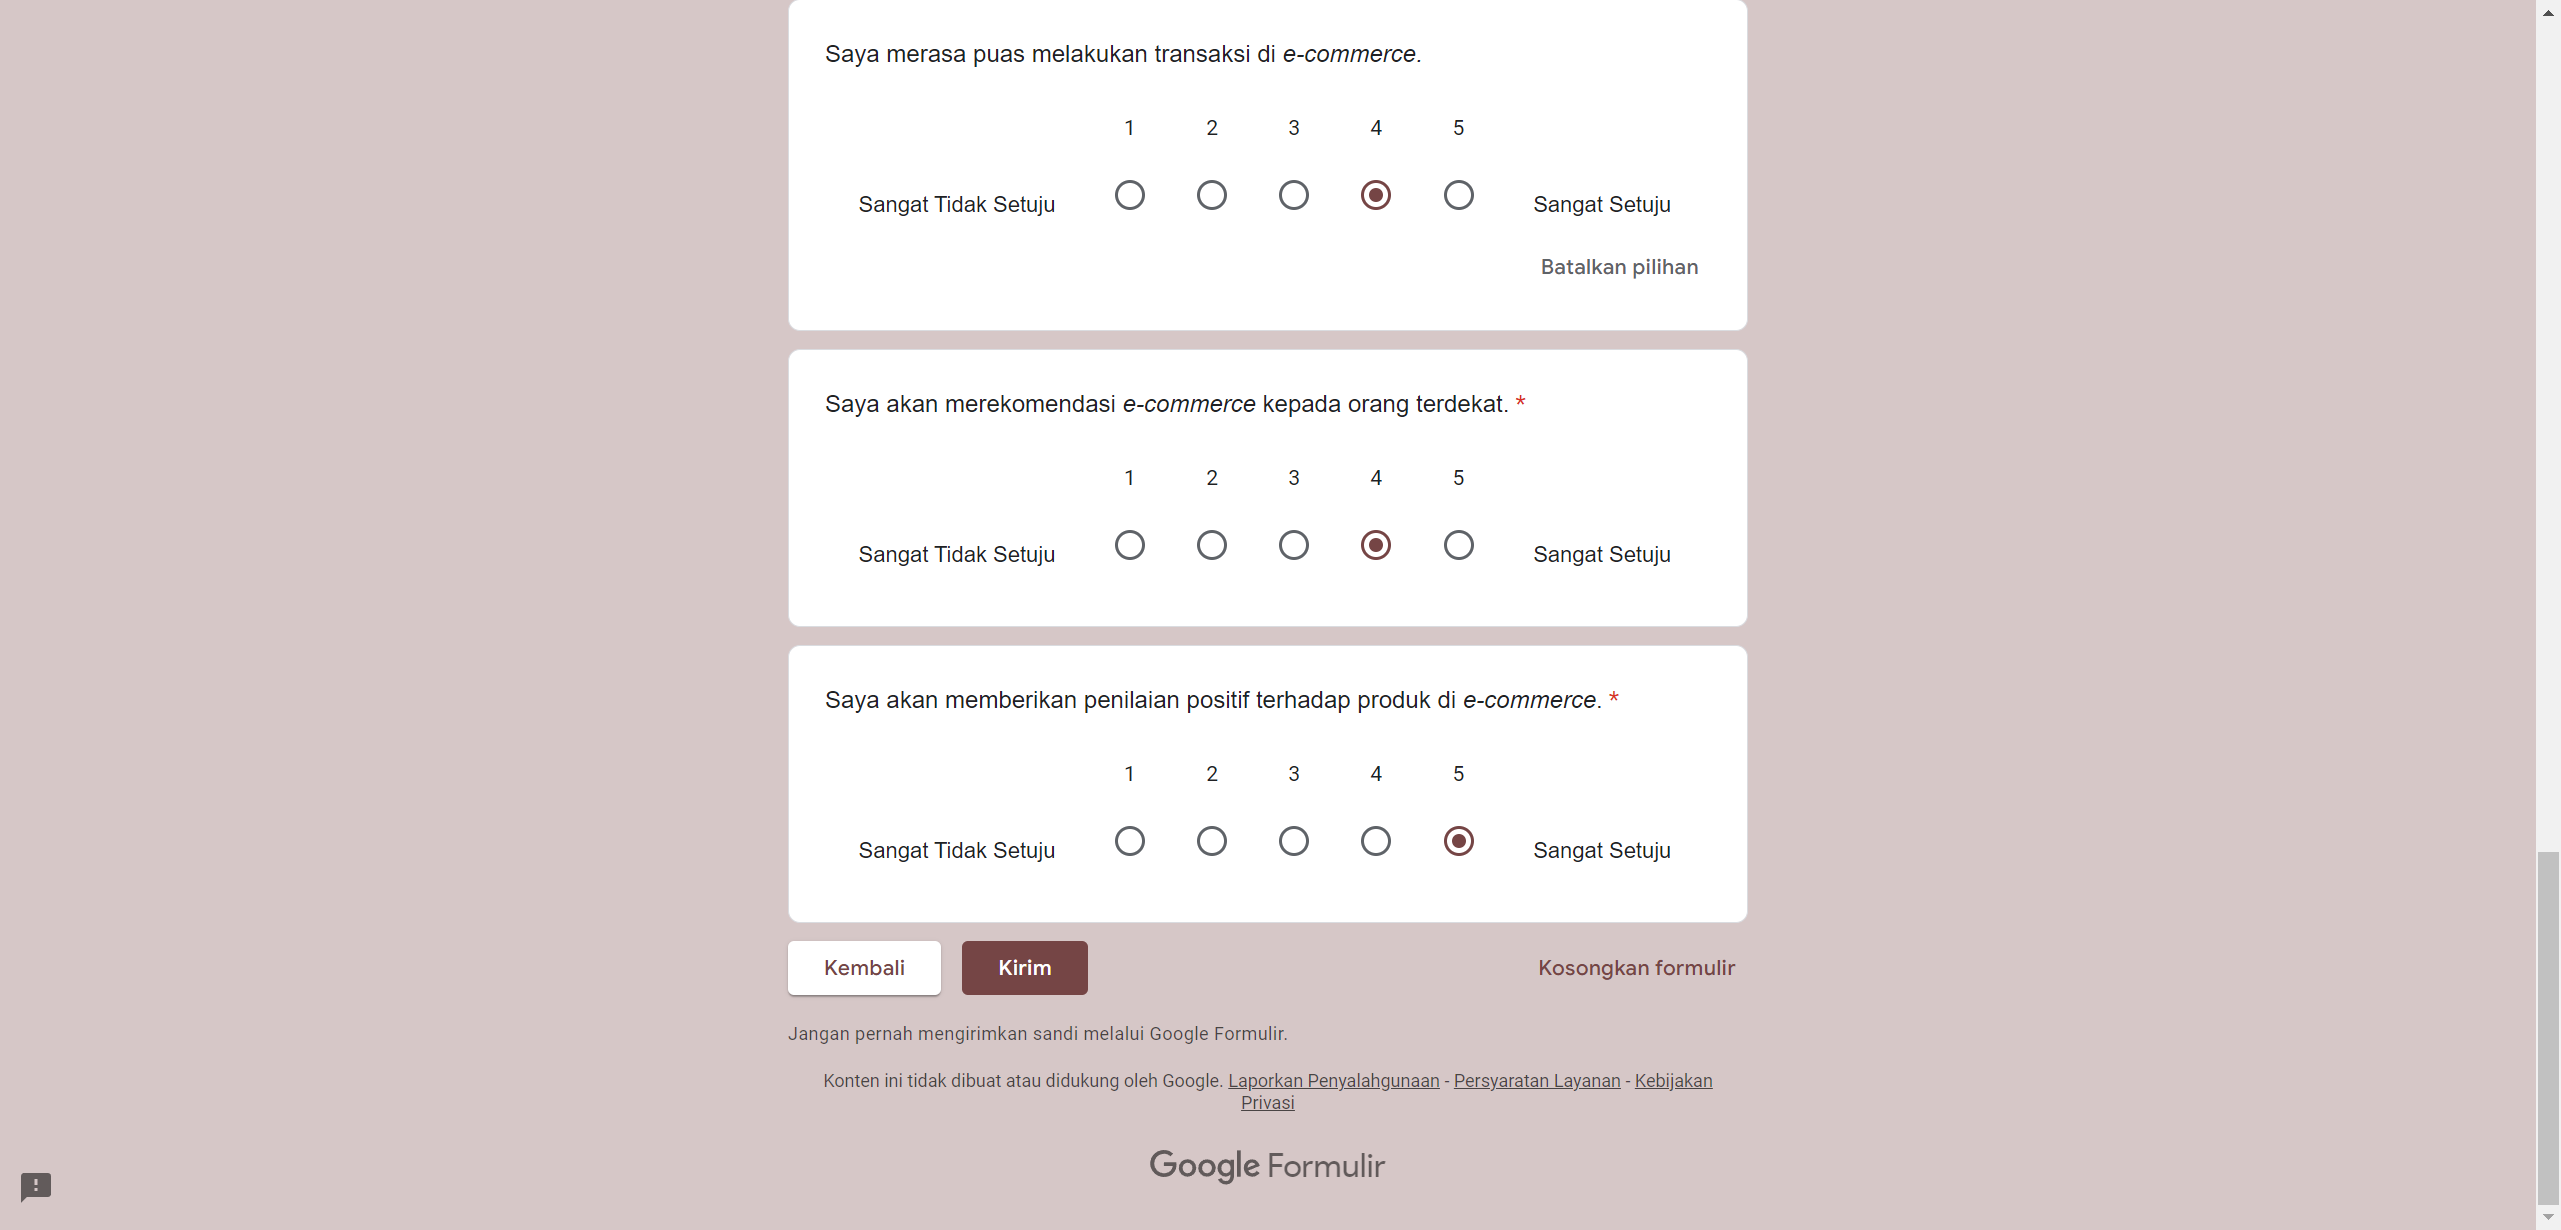 Saya merasa puas melakukan transaksi di e-commerce.
1 2 3 4 5
Sangat Tidak Setuju Sangat Setuju
Batalkan pilihan
Saya akan merekomendasi e-commerce kepada orang terdekat. *
1 2 3 4 5
Sangat Tidak Setuju Sangat Setuju
Saya akan memberikan penilaian positif terhadap produk di e-commerce. *
1 2 3 4 5
Sangat Tidak Setuju Sangat Setuju
Kembali Kirim Kosongkan formulir
Jangan pernah mengirimkan sandi melalui Google Formulir.
Konten ini tidak dibuat atau didukung oleh Google. Laporkan Penyalahgunaan - Persyaratan Layanan - Kebijakan
Privasi
Google Formulir